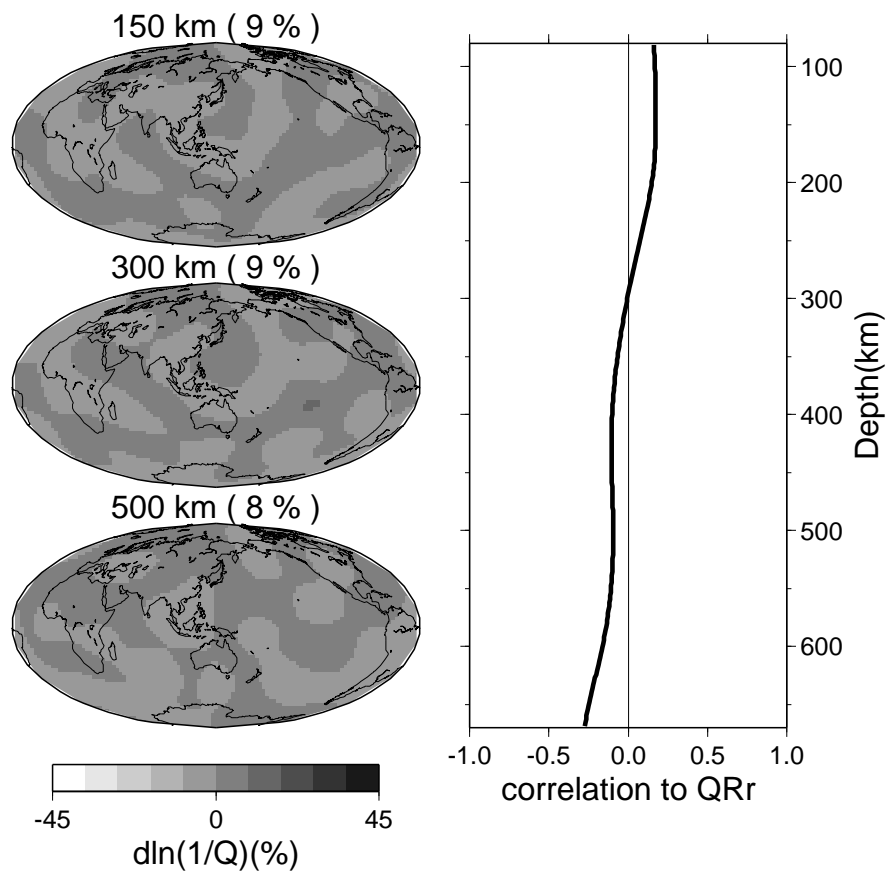 150 km ( 9 % )
300 km ( 9 % )
500 km ( 8 % )
-45 0 45
dln(1/Q)(%)
100
200
300
400
500
600
Depth(km)
-1.0 -0.5 0.0 0.5 1.0
correlation to QRr